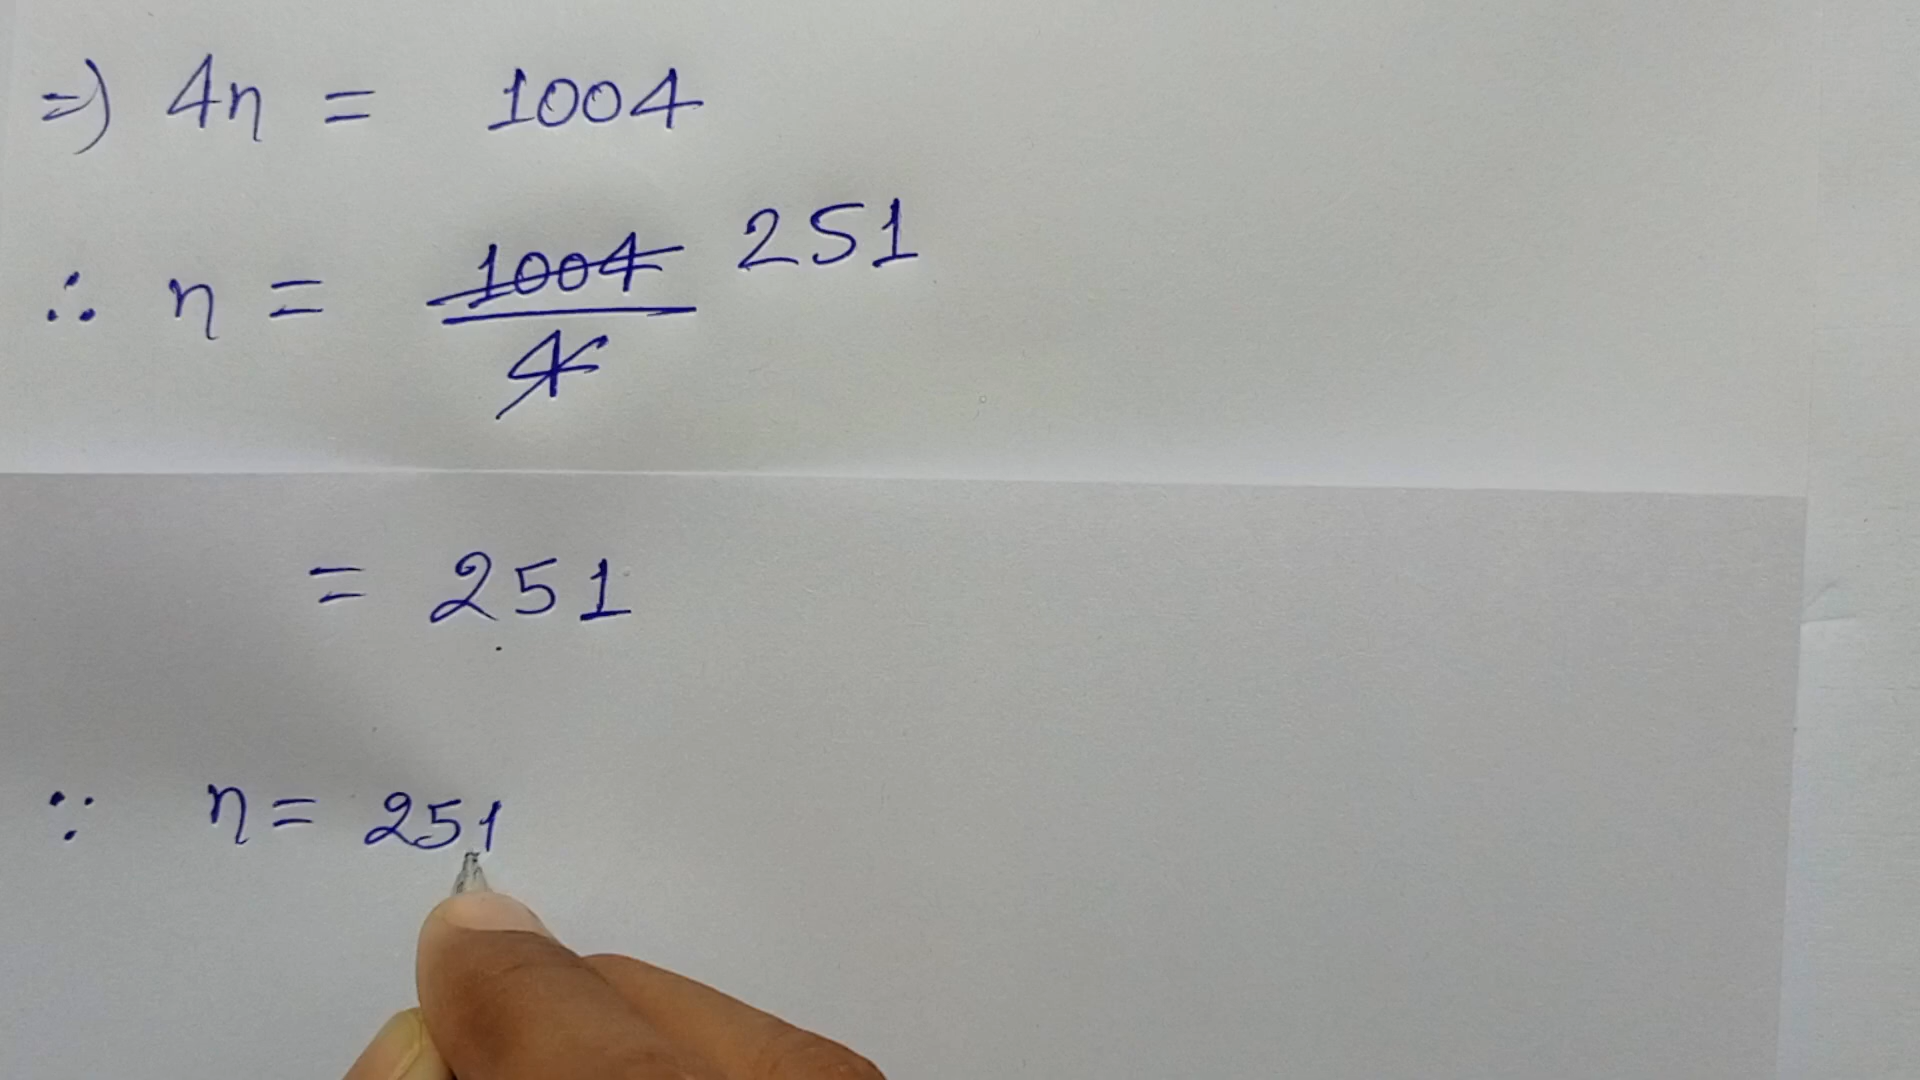 ⇒ 4n = 1004
∴ n = 1004/4 251
= 251
∵ n = 251